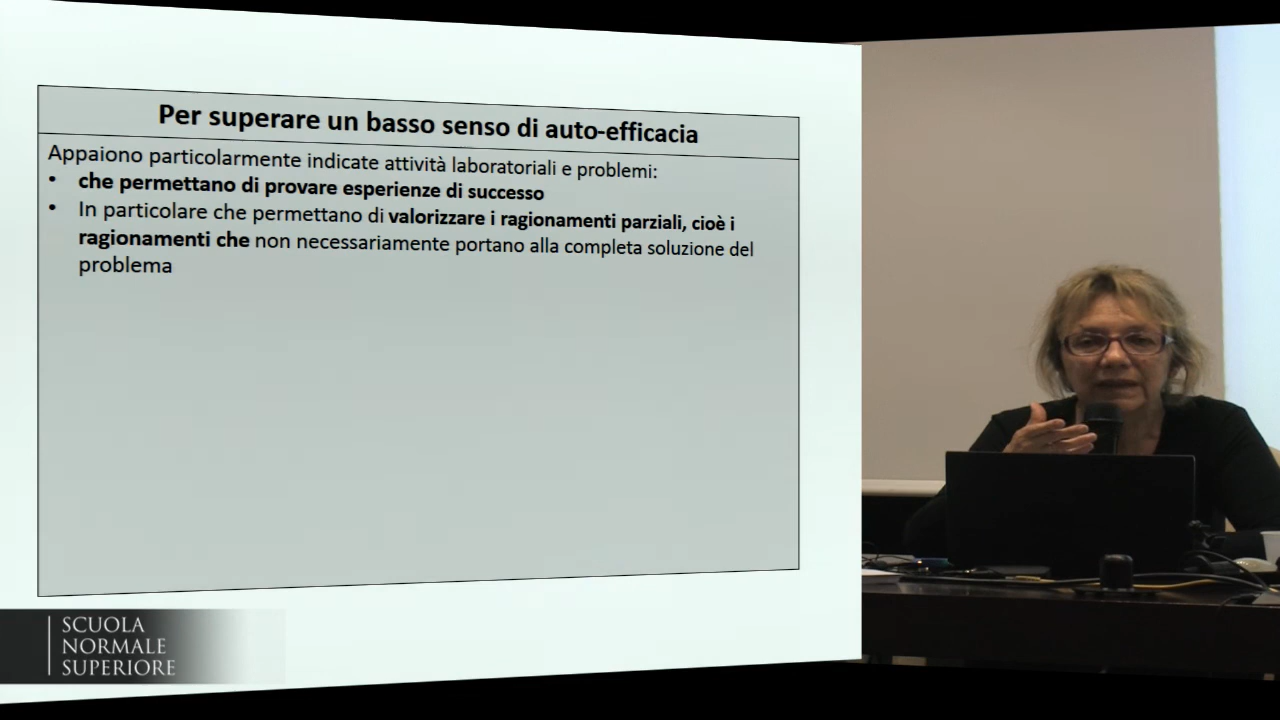 Per superare un basso senso di auto-efficacia
Appaiono particolarmente indicate attività laboratoriali e problemi:
• che permettano di provare esperienze di successo
• In particolare che permettano di valorizzare i ragionamenti parziali, cioè i
ragionamenti che non necessariamente portano alla completa soluzione del
problema
SCUOLA
NORMALE
SUPERIORE